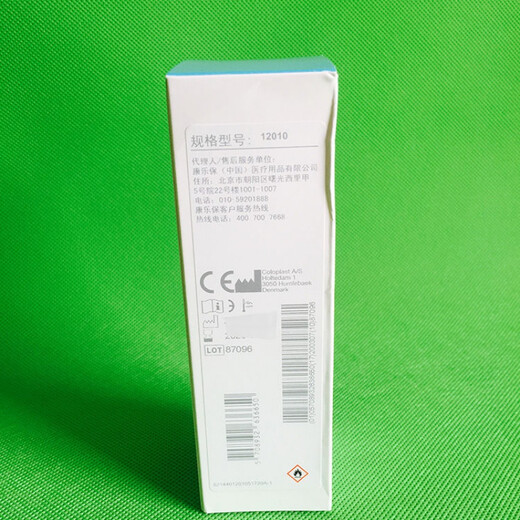 规格型号: 12010
代理人/售后服务单位:
康乐保（中国）医疗用品有限公司
住所: 北京市朝阳区曙光西里甲
5号院22号楼1001-1007
电话: 010-59201888
康乐保客户服务热线
热线电话: 400 700 7668
CE
Coloplast A/S
Holtedam 1
3050 Humlebaek
Denmark
LOT 87096